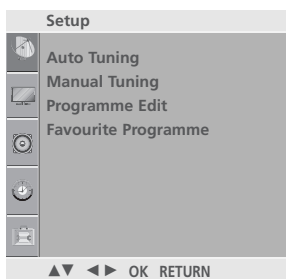 Setup
Auto Tuning
Manual Tuning
Programme Edit
Favourite Programme
▲▼ ◄► OK RETURN